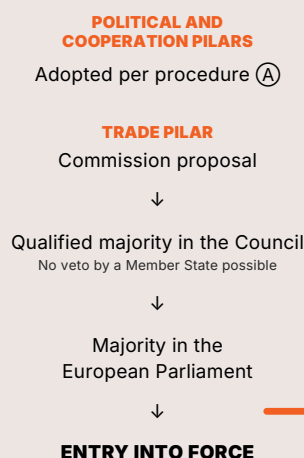 POLITICAL AND
COOPERATION PILARS
Adopted per procedure Ⓐ
TRADE PILAR
Commission proposal
↓
Qualified majority in the Council
No veto by a Member State possible
↓
Majority in the
European Parliament
↓
ENTRY INTO FORCE